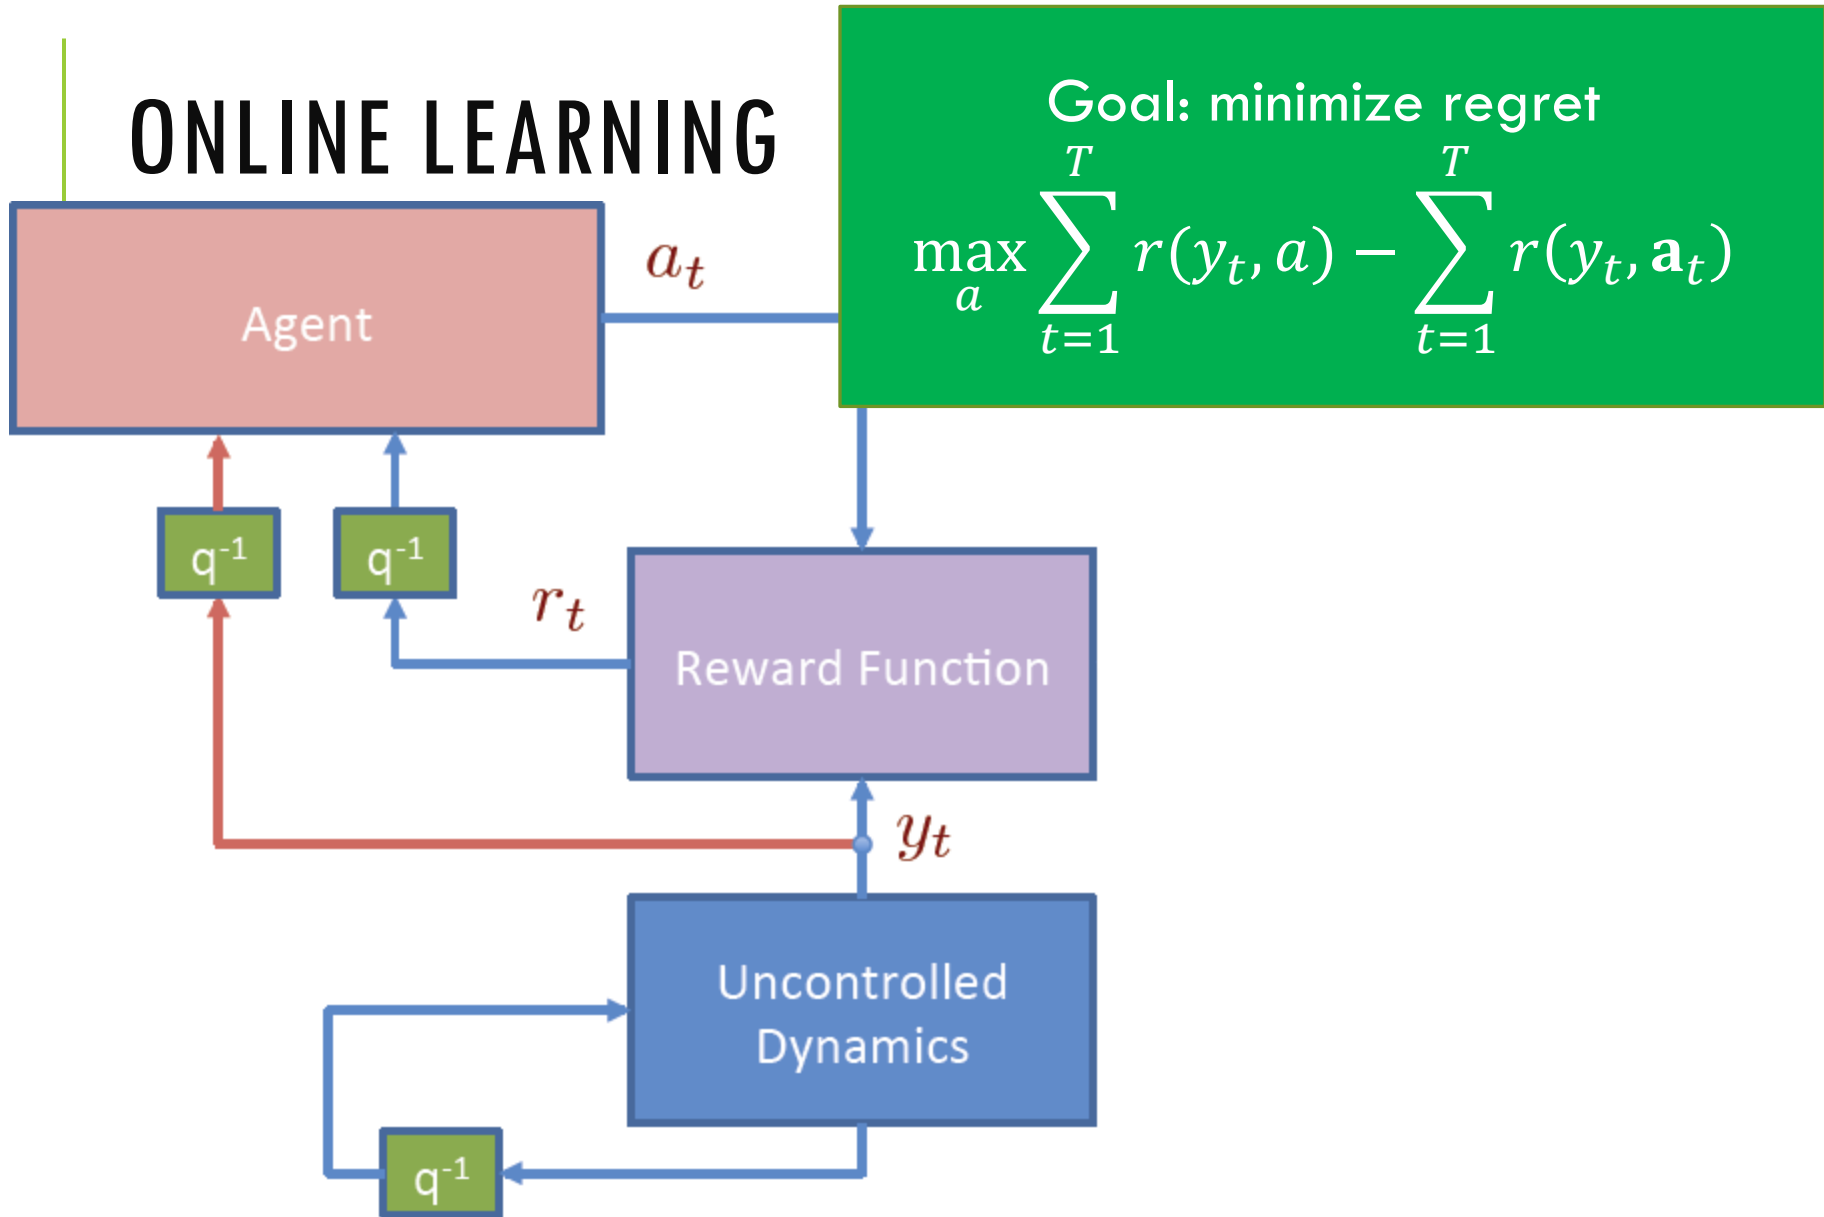 ONLINE LEARNING
Goal: minimize regret
max_a ∑_{t=1}^{T} r(y_t, a) − ∑_{t=1}^{T} r(y_t, 𝐚_t)
a_t
Agent
q⁻¹
q⁻¹
r_t
Reward Function
y_t
Uncontrolled
Dynamics
q⁻¹